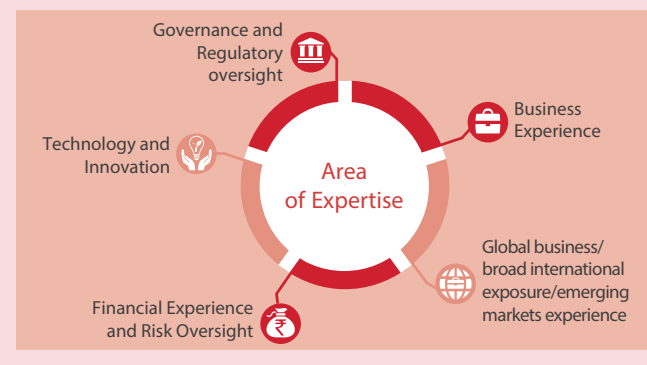 Governance and
Regulatory
oversight
Business
Experience
Technology and
Innovation
Area
of Expertise
Global business/
broad international
exposure/emerging
markets experience
Financial Experience
and Risk Oversight
₹